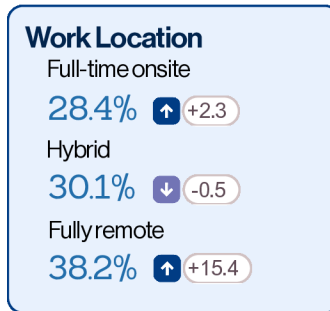 Work Location
Full-time onsite
28.4% ↑ +2.3
Hybrid
30.1% ↓ -0.5
Fully remote
38.2% ↑ +15.4